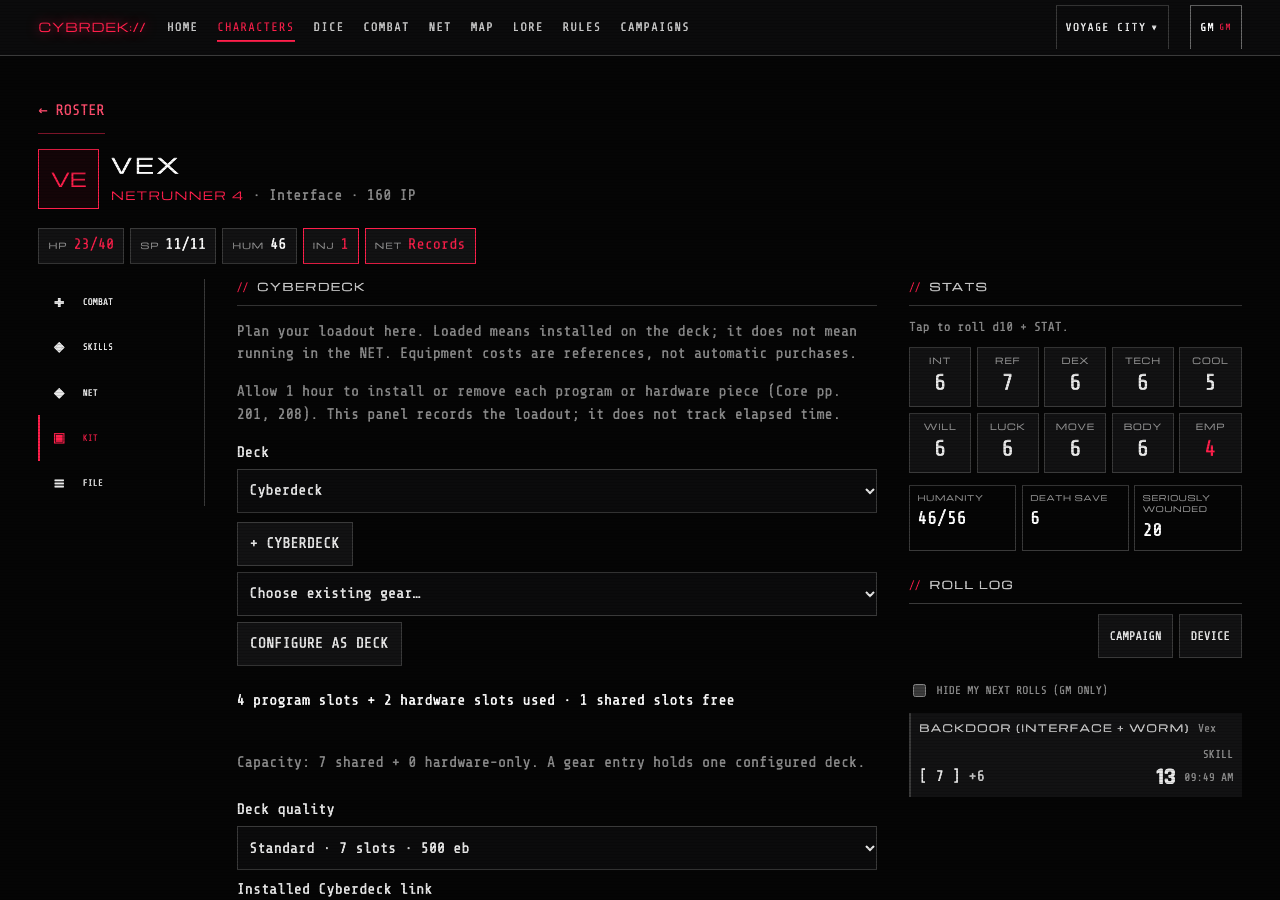 CYBRDEK:// HOME CHARACTERS DICE COMBAT NET MAP LORE RULES CAMPAIGNS VOYAGE CITY ▾ GM GM
← ROSTER
VE
VEX
NETRUNNER 4 · Interface · 160 IP
HP 23/40 SP 11/11 HUM 46 INJ 1 NET Records
COMBAT
SKILLS
NET
KIT
FILE
// CYBERDECK
Plan your loadout here. Loaded means installed on the deck; it does not mean
running in the NET. Equipment costs are references, not automatic purchases.
Allow 1 hour to install or remove each program or hardware piece (Core pp.
201, 208). This panel records the loadout; it does not track elapsed time.
Deck
Cyberdeck
+ CYBERDECK
Choose existing gear…
CONFIGURE AS DECK
4 program slots + 2 hardware slots used · 1 shared slots free
Capacity: 7 shared + 0 hardware-only. A gear entry holds one configured deck.
Deck quality
Standard · 7 slots · 500 eb
Installed Cyberdeck link
// STATS
Tap to roll d10 + STAT.
INT REF DEX TECH COOL
6 7 6 6 5
WILL LUCK MOVE BODY EMP
6 6 6 6 4
HUMANITY
46/56
DEATH SAVE
6
SERIOUSLY
WOUNDED
20
// ROLL LOG
CAMPAIGN DEVICE
HIDE MY NEXT ROLLS (GM ONLY)
BACKDOOR (INTERFACE + WORM) Vex
SKILL
[ 7 ] +6 13 09:49 AM